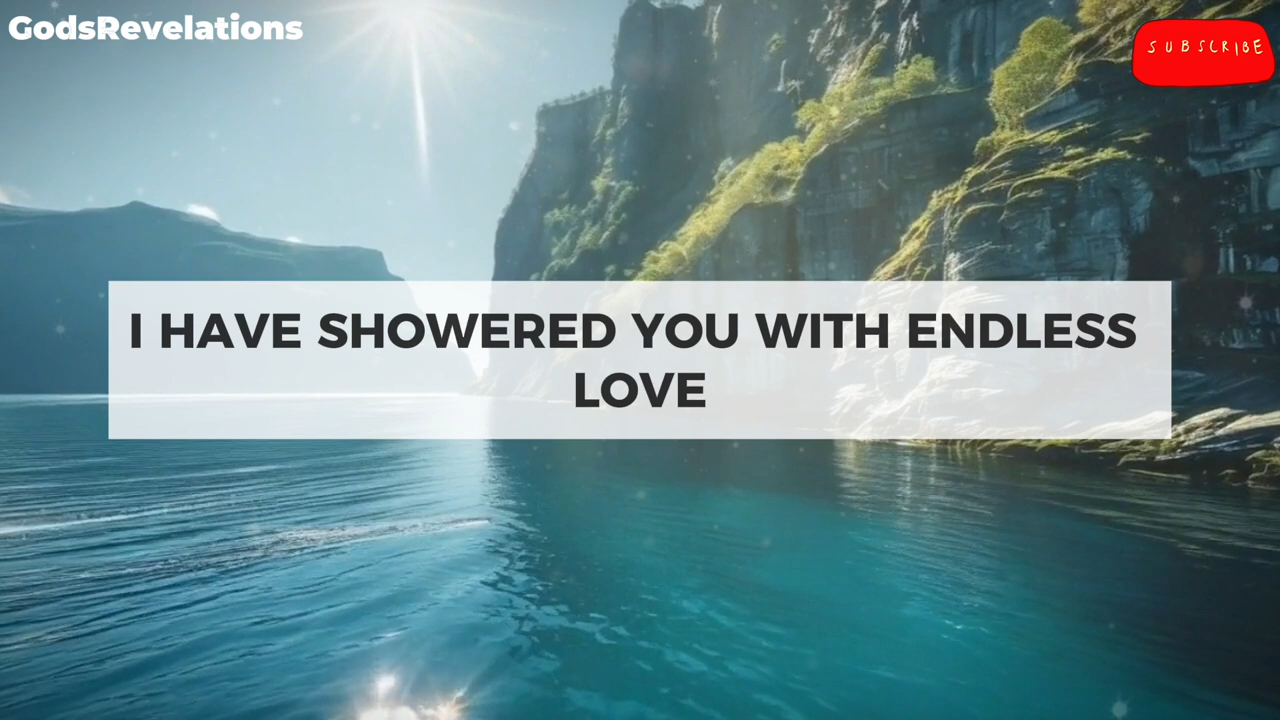 GodsRevelations
SUBSCRIBE
I HAVE SHOWERED YOU WITH ENDLESS
LOVE